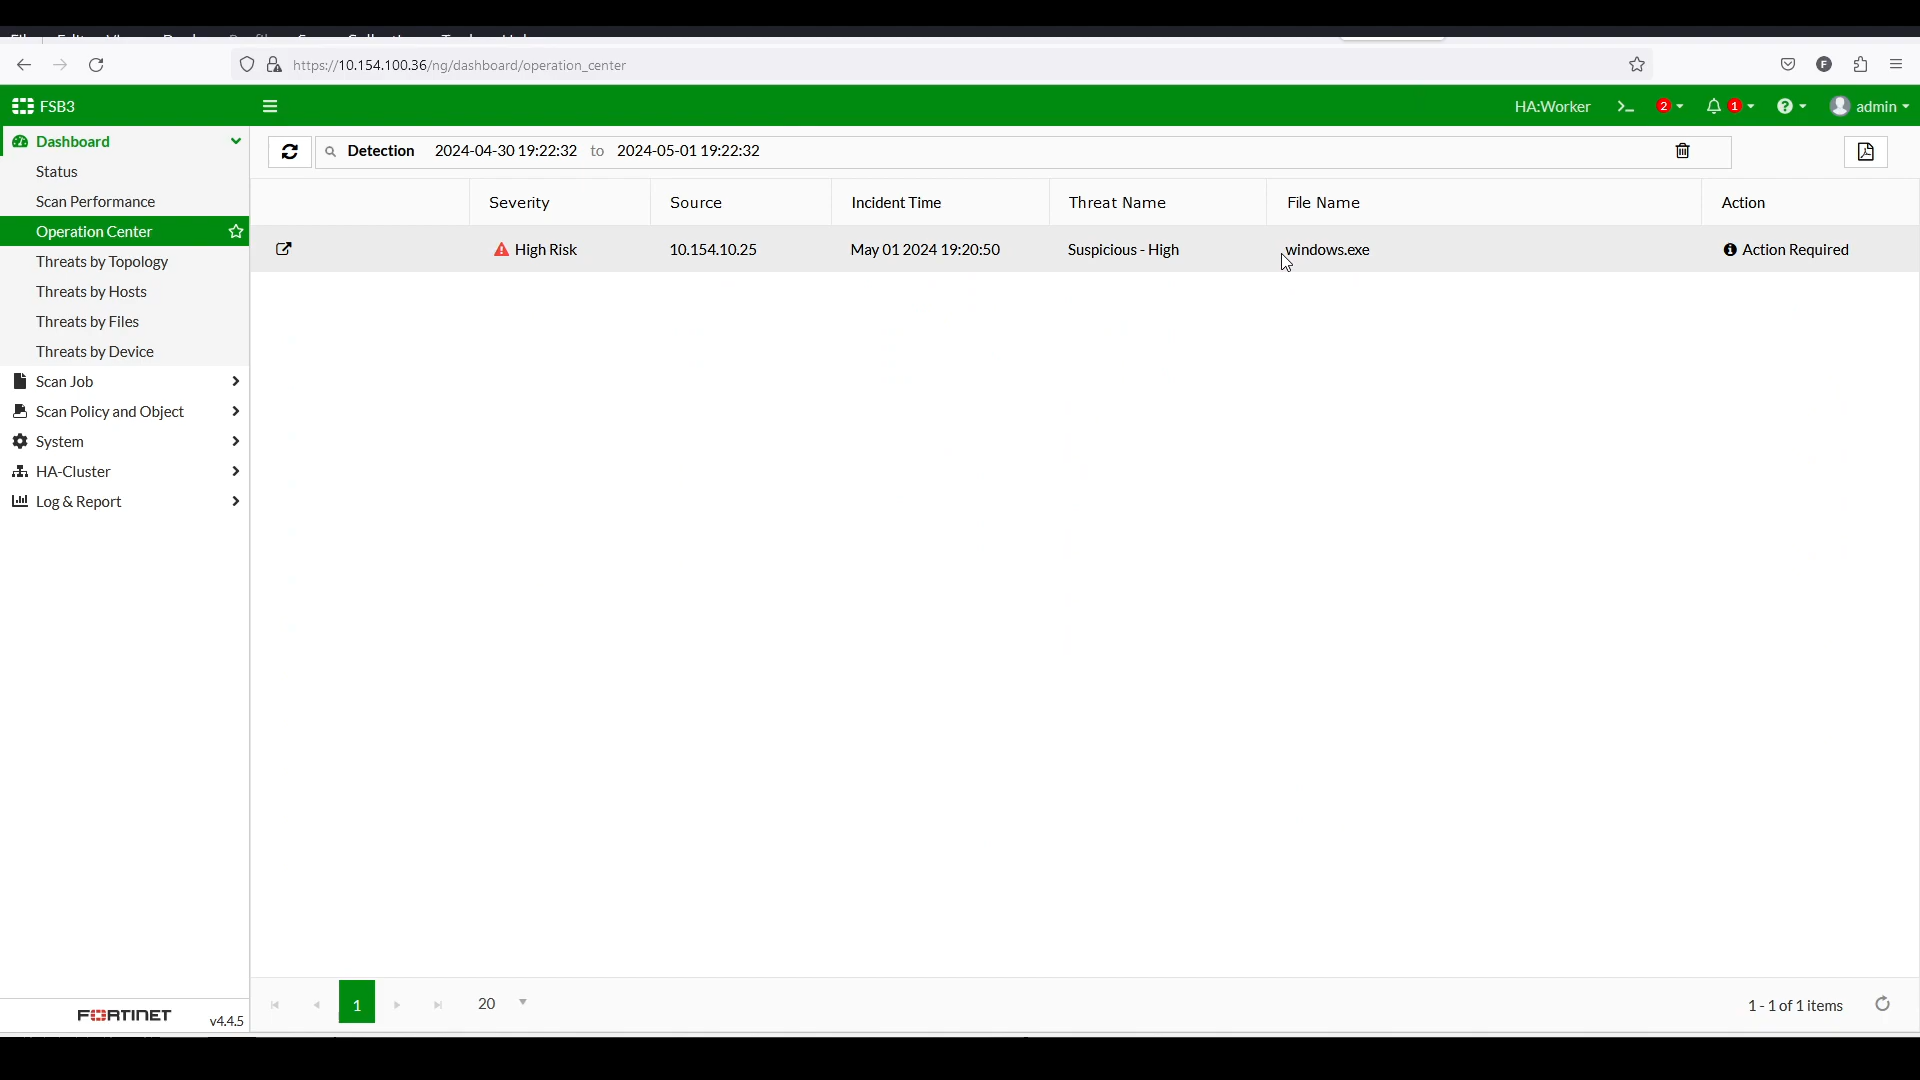 https://10.154.100.36/ng/dashboard/operation_center
FSB3
HA:Worker
2
1
admin
Dashboard
Status
Scan Performance
Operation Center
Threats by Topology
Threats by Hosts
Threats by Files
Threats by Device
Scan Job
Scan Policy and Object
System
HA-Cluster
Log & Report
FORTINET
v4.4.5
Detection 2024-04-30 19:22:32 to 2024-05-01 19:22:32
Severity Source Incident Time Threat Name File Name Action
High Risk 10.154.10.25 May 01 2024 19:20:50 Suspicious - High windows.exe Action Required
1 20
1 - 1 of 1 items